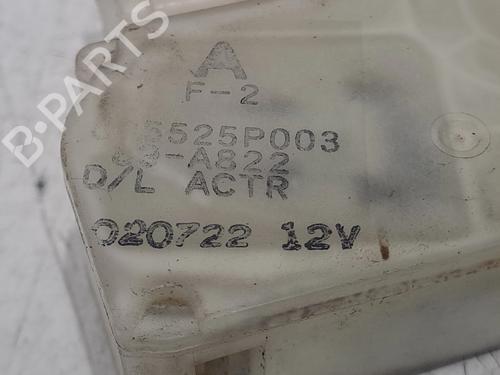 A
F-2
5525P003
-A822
D/L ACTR
020722 12V
B-PARTS